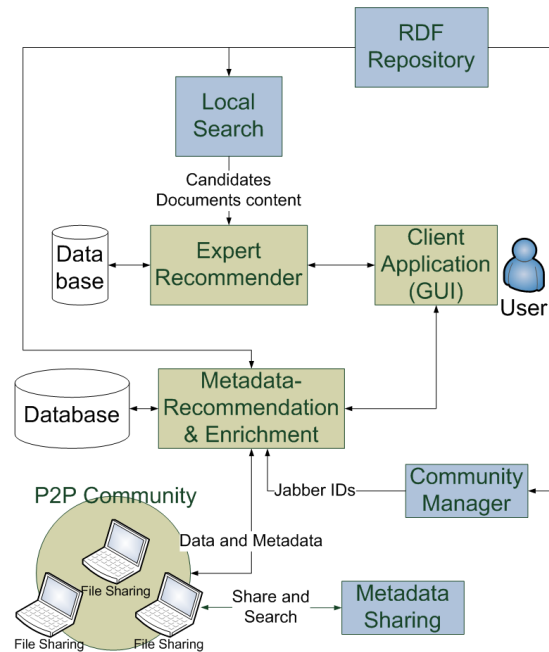 RDF
Repository
Local
Search
Candidates
Documents content
Data
base
Expert
Recommender
Client
Application
(GUI)
User
Database
Metadata-
Recommendation
& Enrichment
P2P Community
Jabber IDs
Community
Manager
Data and Metadata
File Sharing
File Sharing
File Sharing
Share and
Search
Metadata
Sharing